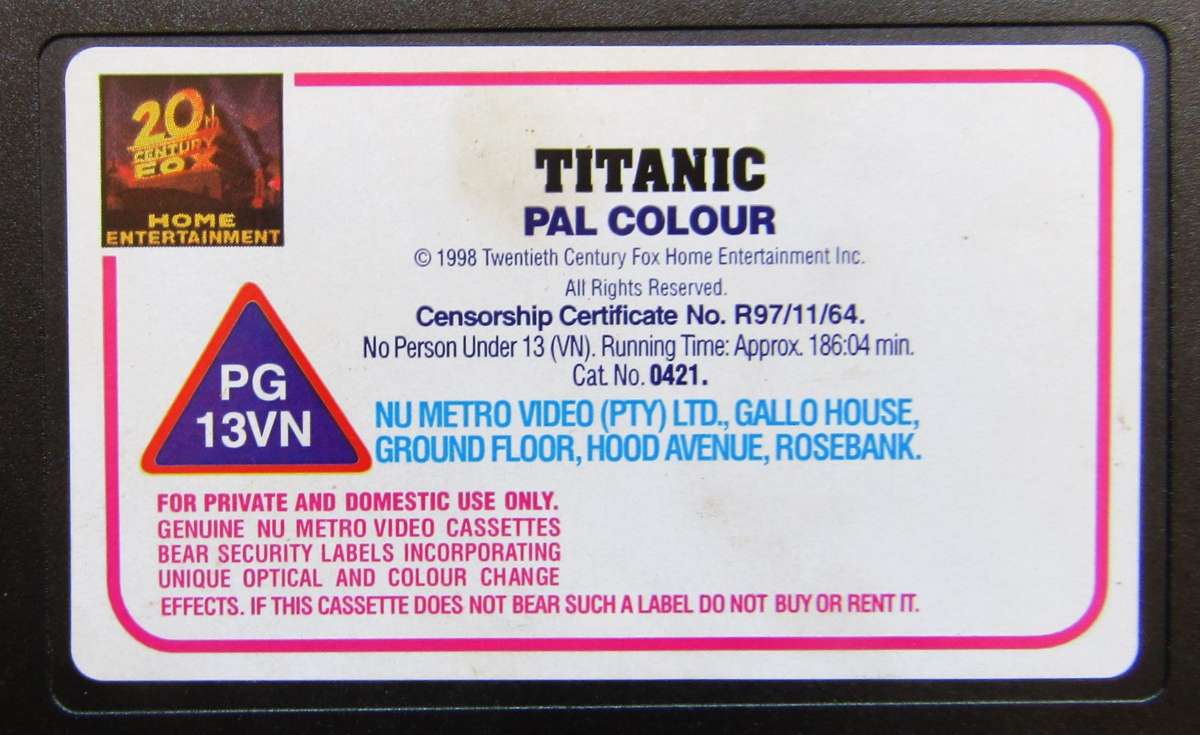 20th
CENTURY
FOX
HOME
ENTERTAINMENT
TITANIC
PAL COLOUR
© 1998 Twentieth Century Fox Home Entertainment Inc.
All Rights Reserved.
Censorship Certificate No. R97/11/64.
No Person Under 13 (VN). Running Time: Approx. 186:04 min.
Cat. No. 0421.
PG
13VN
NU METRO VIDEO (PTY) LTD., GALLO HOUSE,
GROUND FLOOR, HOOD AVENUE, ROSEBANK.
FOR PRIVATE AND DOMESTIC USE ONLY.
GENUINE NU METRO VIDEO CASSETTES
BEAR SECURITY LABELS INCORPORATING
UNIQUE OPTICAL AND COLOUR CHANGE
EFFECTS. IF THIS CASSETTE DOES NOT BEAR SUCH A LABEL DO NOT BUY OR RENT IT.